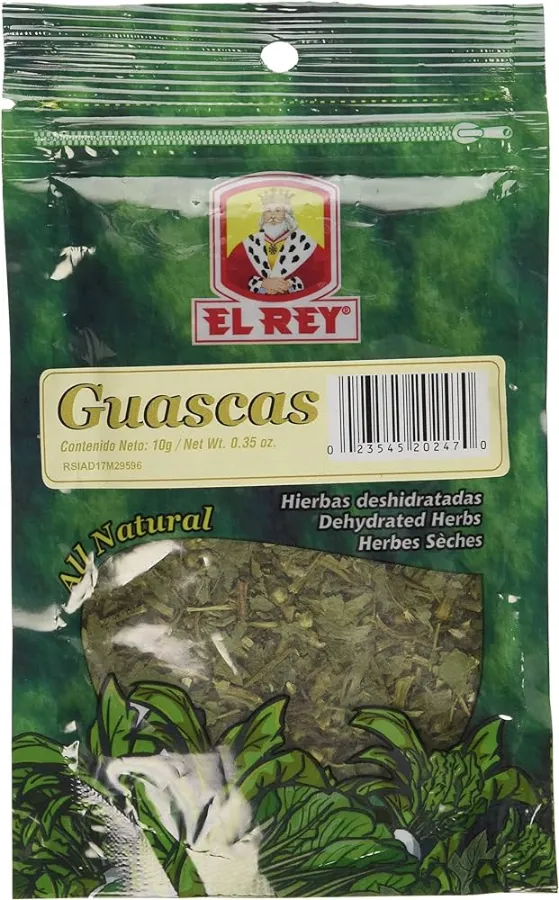 EL REY®
Guascas
Contenido Neto: 10g / Net Wt. 0.35 oz.
RSIAD17M29596
0 23545 20247 0
All Natural
Hierbas deshidratadas
Dehydrated Herbs
Herbes Sèches